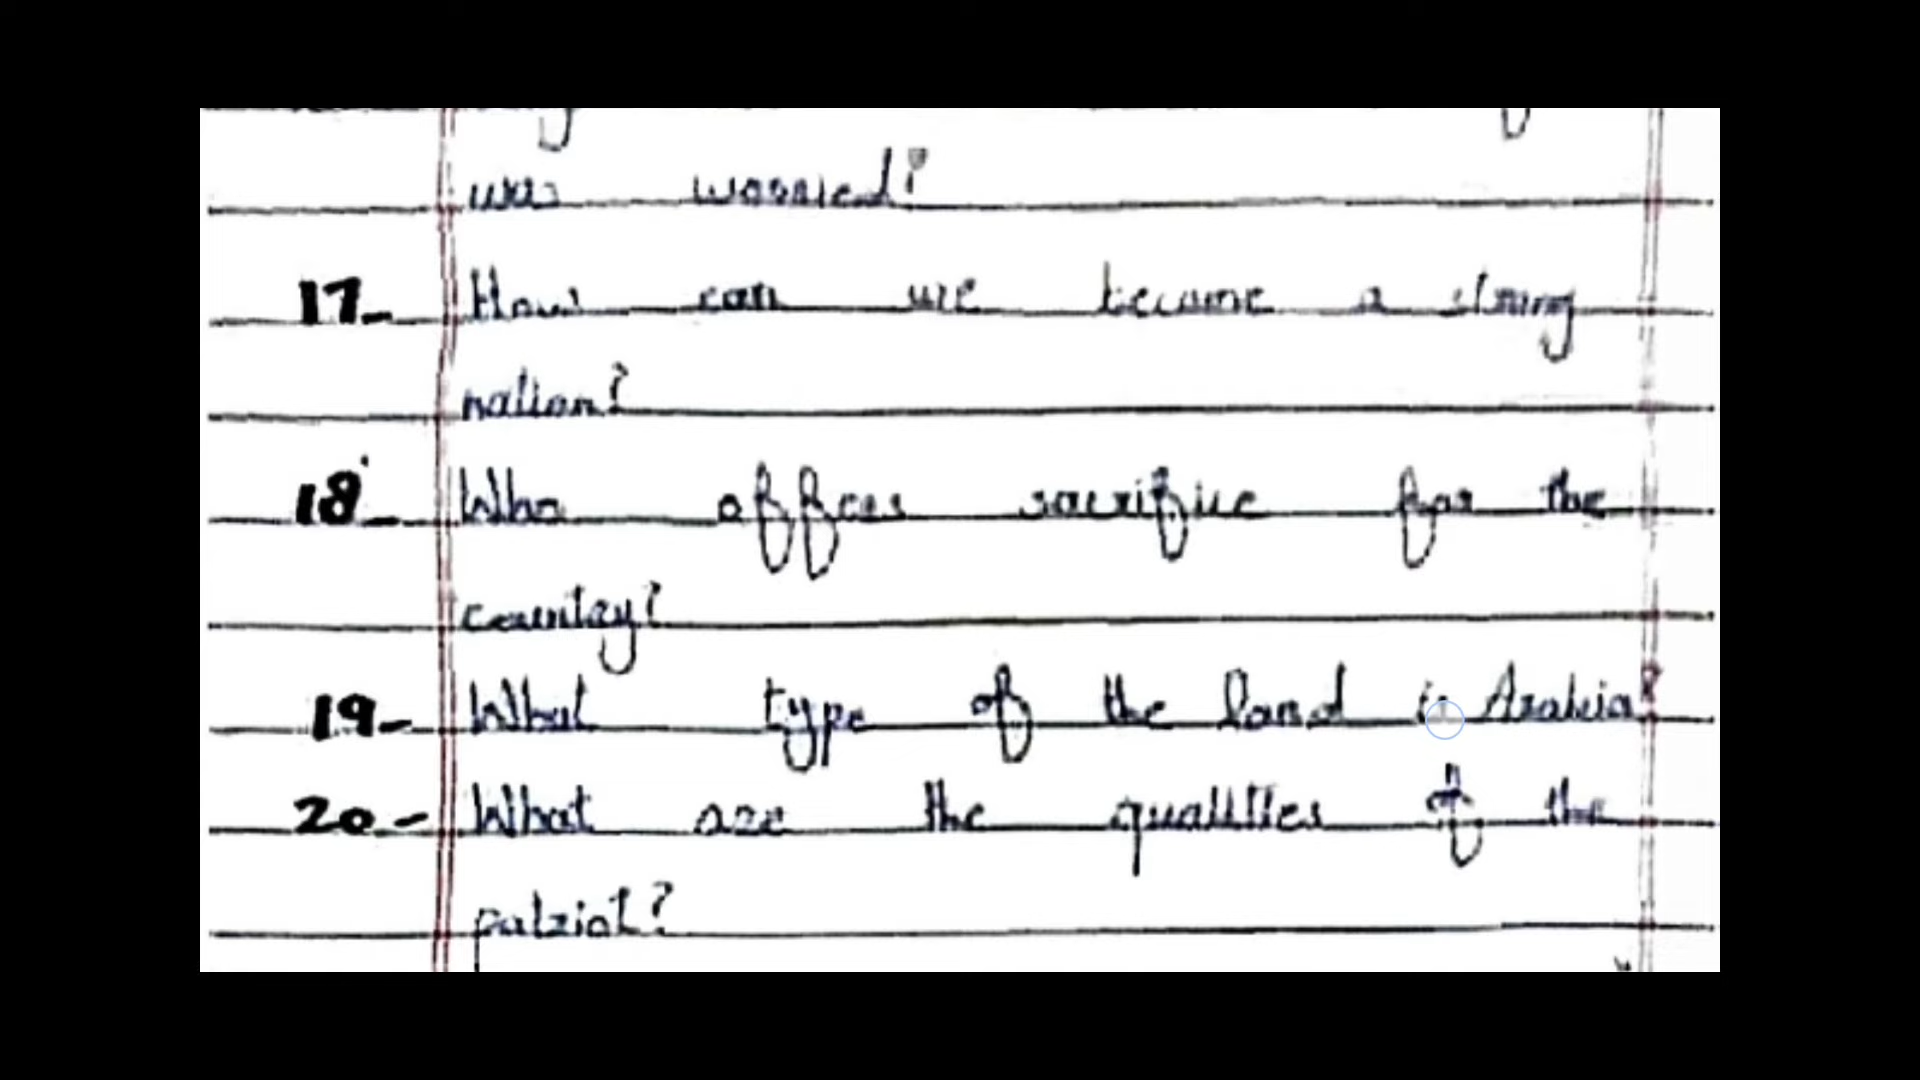 was worried?
17- How can we become a strong
nation?
18- Who offers sacrifice for the
country?
19- What type of the land is Arabia?
20- What are the qualities of the
patriot?